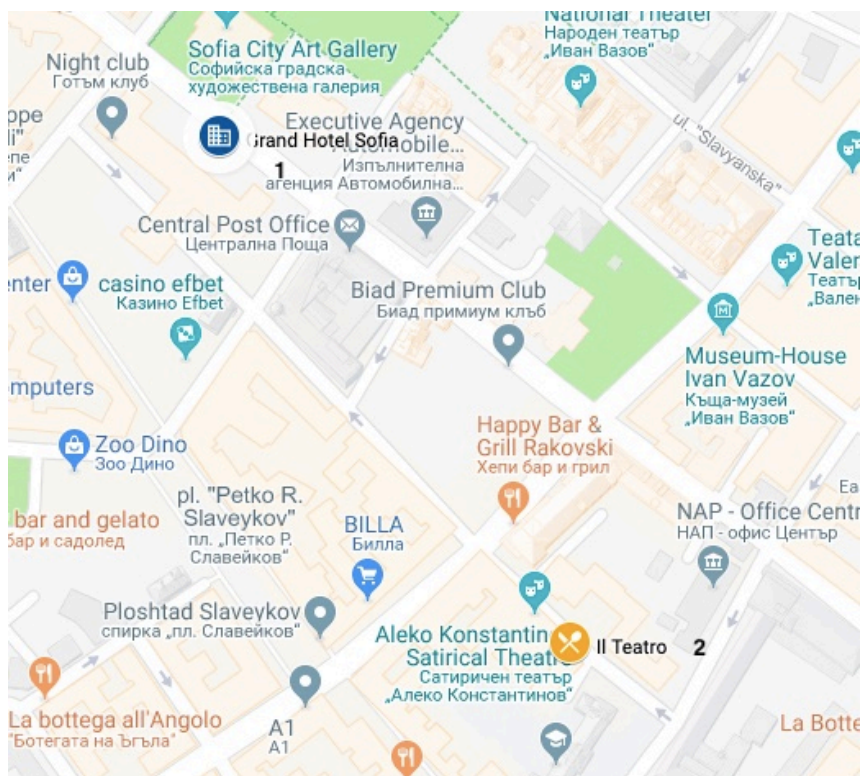 National Theater
Народен театър
„Иван Вазов“
Sofia City Art Gallery
Софийска градска
художествена галерия
Night club
Готъм клуб
Executive Agency
Automobile...
Изпълнителна
агенция Автомобилна...
Grand Hotel Sofia
1
ul. "Slavyanska"
Central Post Office
Централна Поща
casino efbet
Казино Efbet
Biad Premium Club
Биад примиум клъб
Museum-House
Ivan Vazov
Къща-музей
„Иван Вазов“
Zoo Dino
Зоо Дино
Happy Bar &
Grill Rakovski
Хепи бар и грил
pl. "Petko R.
Slaveykov"
пл. „Петко Р.
Славейков“
bar and gelato
бар и садолед
BILLA
Билла
NAP - Office Centr
НАП - офис Център
Ploshtad Slaveykov
спирка „пл. Славейков“
Aleko Konstantin
Satirical Theatre
Сатиричен театър
„Алеко Константинов“
Il Teatro
2
La bottega all'Angolo
"Ботегата на Ъгъла"
A1
A1
La Botte